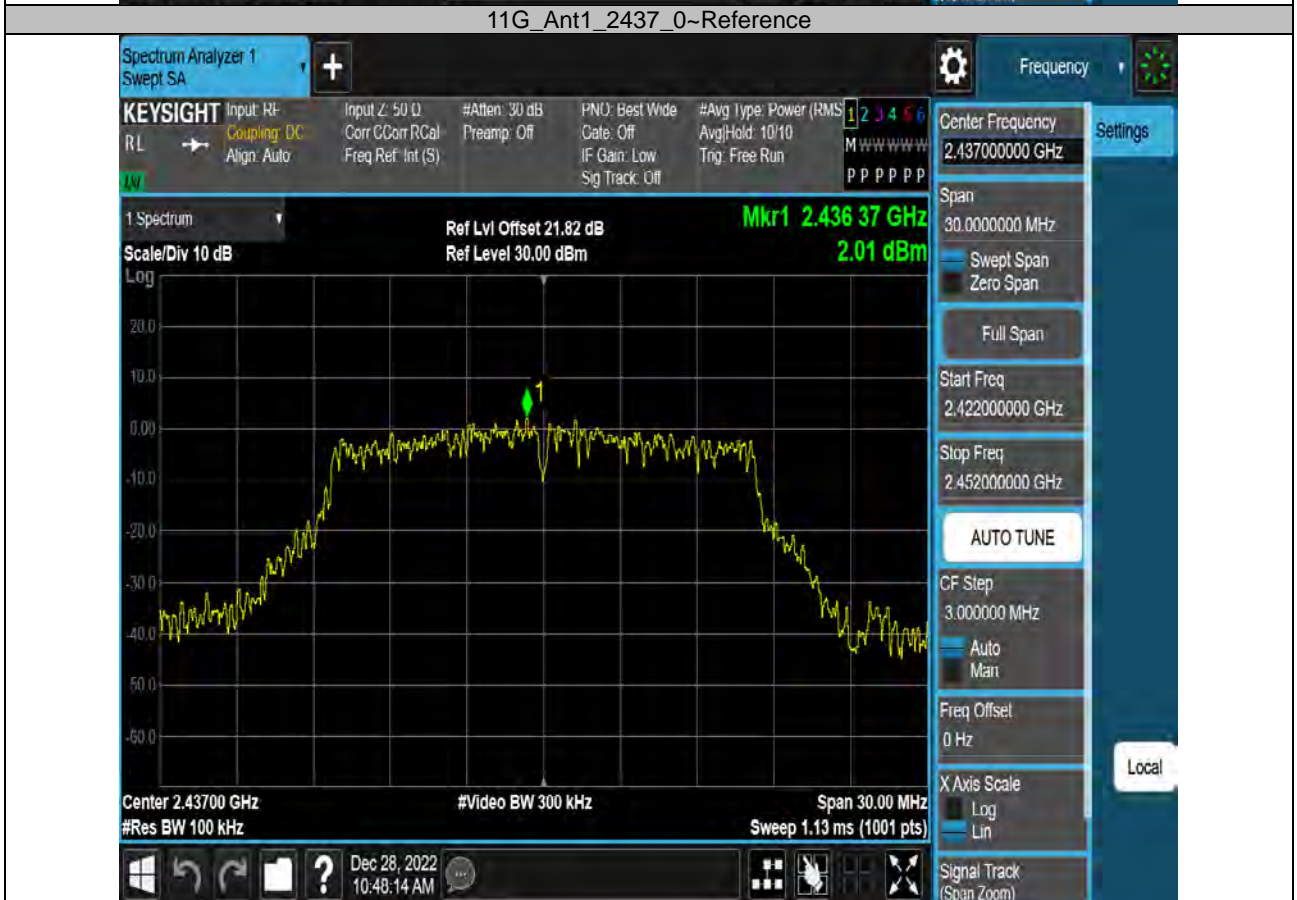 11G_Ant1_2437_0~Reference
Spectrum Analyzer 1
Swept SA
+
Frequency
KEYSIGHT
RL
Input: RF
Coupling: DC
Align: Auto
Input Z: 50 Ω
Corr CCorr RCal
Freq Ref: Int (S)
#Atten: 30 dB
Preamp: Off
PNO: Best Wide
Gate: Off
IF Gain: Low
Sig Track: Off
#Avg Type: Power (RMS
Avg|Hold: 10/10
Trig: Free Run
1 2 3 4 5 6
M W W W W W
P P P P P P
Center Frequency
2.437000000 GHz
Settings
Span
30.0000000 MHz
Swept Span
Zero Span
Full Span
Start Freq
2.422000000 GHz
Stop Freq
2.452000000 GHz
AUTO TUNE
CF Step
3.000000 MHz
Auto
Man
Freq Offset
0 Hz
X Axis Scale
Log
Lin
Local
Signal Track
(Span Zoom)
1 Spectrum
Scale/Div 10 dB
Ref Lvl Offset 21.82 dB
Ref Level 30.00 dBm
Mkr1 2.436 37 GHz
2.01 dBm
Log
20.0
10.0
0.00
-10.0
-20.0
-30.0
-40.0
-50.0
-60.0
1
Center 2.43700 GHz
#Res BW 100 kHz
#Video BW 300 kHz
Span 30.00 MHz
Sweep 1.13 ms (1001 pts)
?
Dec 28, 2022
10:48:14 AM